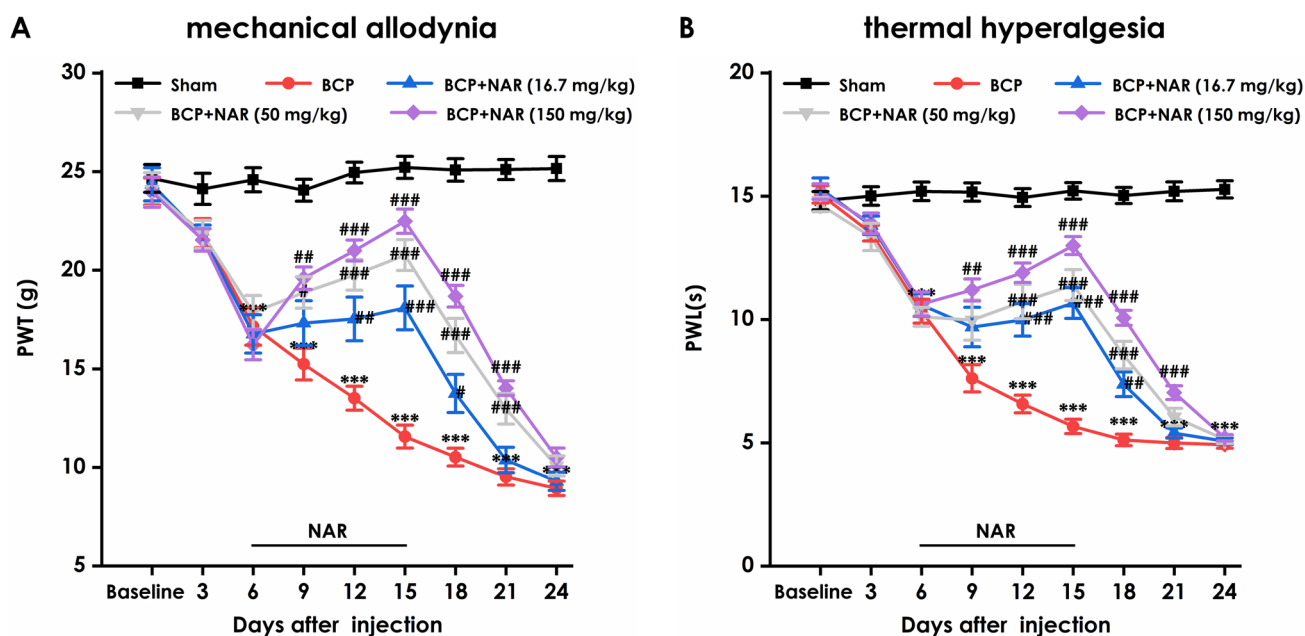 A
mechanical allodynia
30
25
20
15
10
5
PWT (g)
Sham
BCP
BCP+NAR (16.7 mg/kg)
BCP+NAR (50 mg/kg)
BCP+NAR (150 mg/kg)
***
***
***
***
***
***
***
##
###
###
#
###
###
##
###
###
###
#
###
###
NAR
Baseline 3 6 9 12 15 18 21 24
Days after injection
B
thermal hyperalgesia
20
15
10
5
0
PWL(s)
Sham
BCP
BCP+NAR (16.7 mg/kg)
BCP+NAR (50 mg/kg)
BCP+NAR (150 mg/kg)
***
***
***
***
***
***
***
##
###
###
###
###
###
###
###
###
##
###
NAR
Baseline 3 6 9 12 15 18 21 24
Days after injection